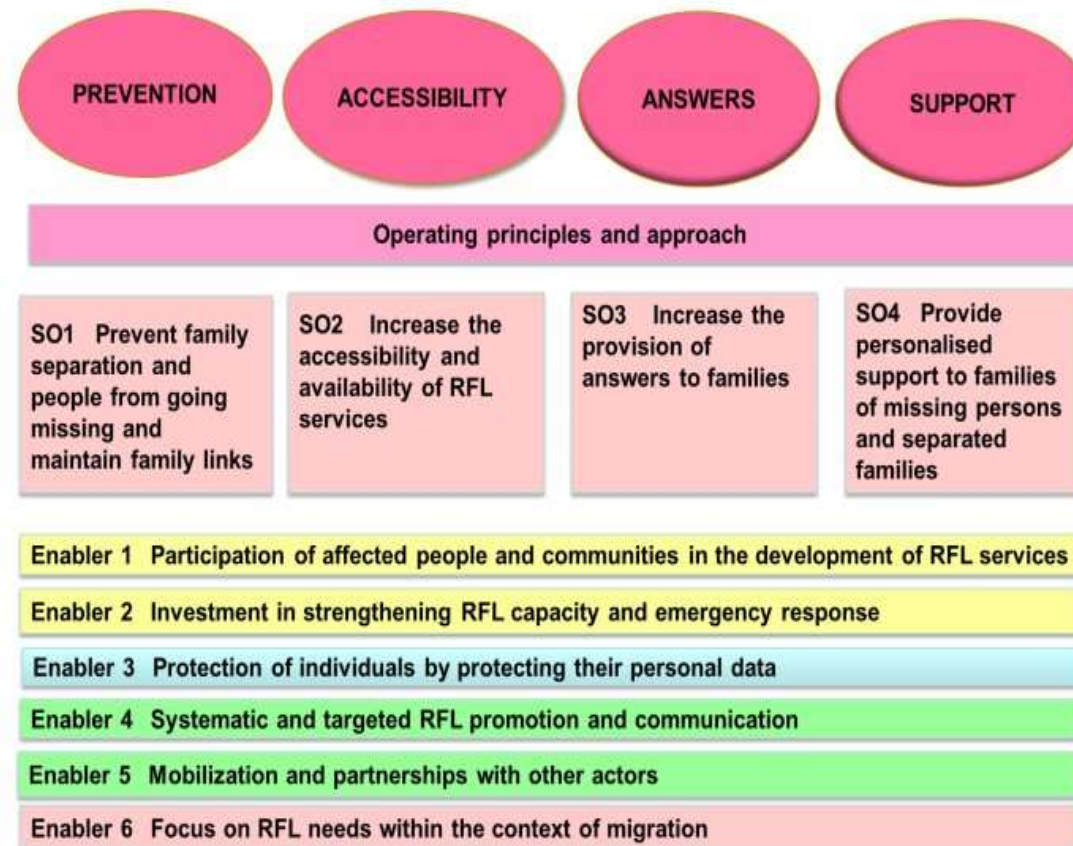 PREVENTION
ACCESSIBILITY
ANSWERS
SUPPORT
Operating principles and approach
SO1 Prevent family
separation and
people from going
missing and
maintain family links
SO2 Increase the
accessibility and
availability of RFL
services
SO3 Increase the
provision of
answers to families
SO4 Provide
personalised
support to families
of missing persons
and separated
families
Enabler 1 Participation of affected people and communities in the development of RFL services
Enabler 2 Investment in strengthening RFL capacity and emergency response
Enabler 3 Protection of individuals by protecting their personal data
Enabler 4 Systematic and targeted RFL promotion and communication
Enabler 5 Mobilization and partnerships with other actors
Enabler 6 Focus on RFL needs within the context of migration